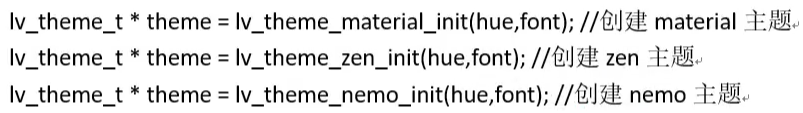 lv_theme_t * theme = lv_theme_material_init(hue,font); //创建 material 主题
lv_theme_t * theme = lv_theme_zen_init(hue,font); //创建 zen 主题
lv_theme_t * theme = lv_theme_nemo_init(hue,font); //创建 nemo 主题